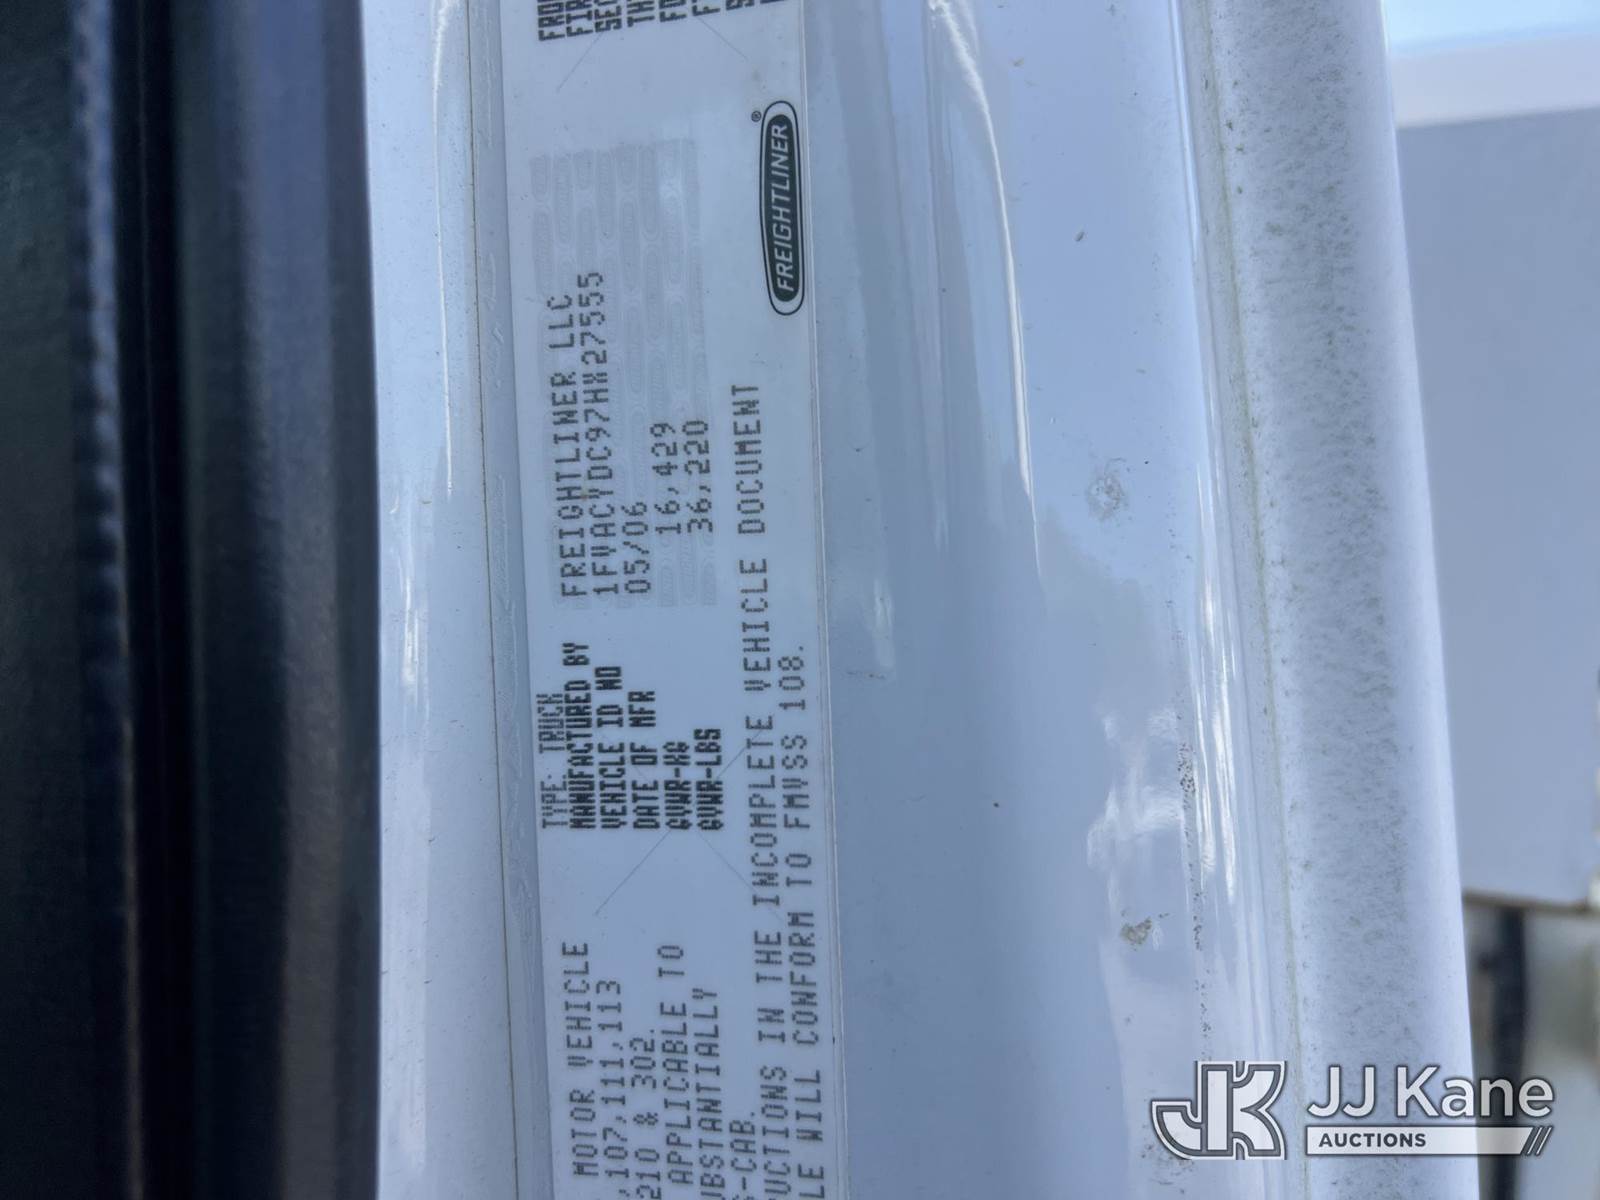 FREIGHTLINER®
TYPE: TRUCK
MANUFACTURED BY FREIGHTLINER LLC
VEHICLE ID NO 1FVACYDC97HX27555
DATE OF MFR 05/06
GVWR-KG 16,429
GVWR-LBS 36,220
MOTOR VEHICLE
,107,111,113
210 & 302.
APPLICABLE TO
UBSTANTIALLY
-CAB.
UCTIONS IN THE INCOMPLETE VEHICLE DOCUMENT
LE WILL CONFORM TO FMVSS 108.
JK JJ Kane
AUCTIONS